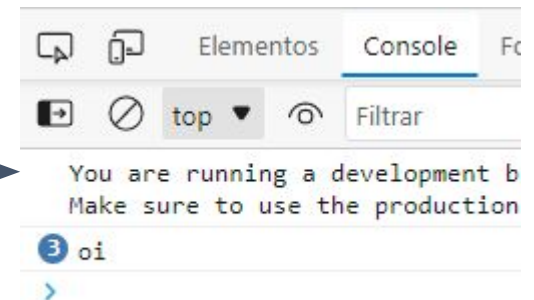 Elementos Console
top Filtrar
You are running a development
Make sure to use the production
3 oi